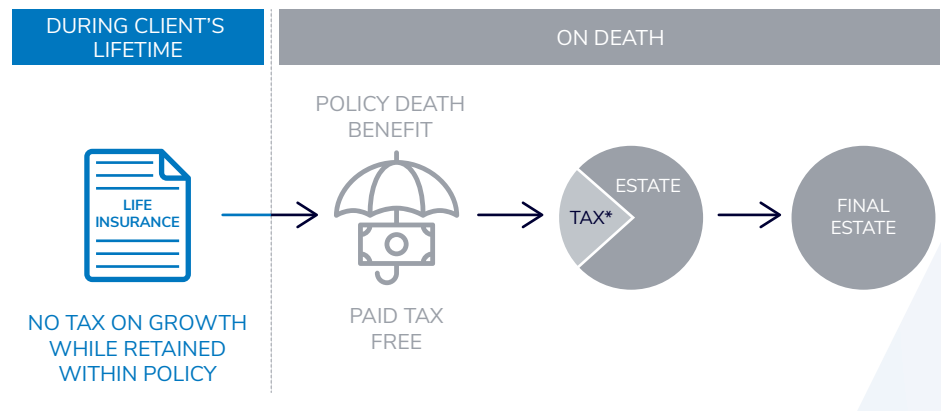 DURING CLIENT'S
LIFETIME
ON DEATH
LIFE
INSURANCE
NO TAX ON GROWTH
WHILE RETAINED
WITHIN POLICY
POLICY DEATH
BENEFIT
PAID TAX
FREE
ESTATE
TAX*
FINAL
ESTATE